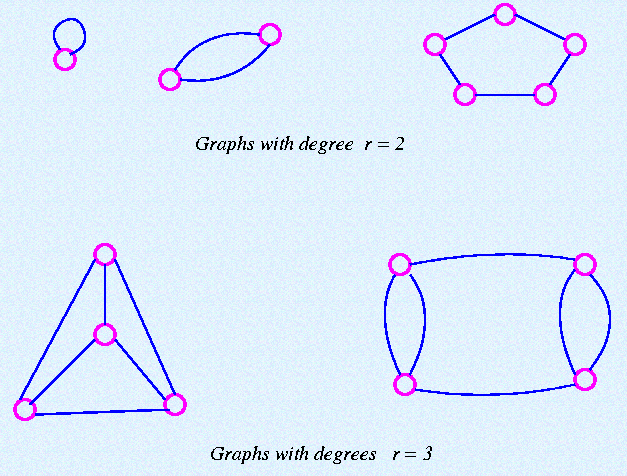 Graphs with degree r = 2
Graphs with degrees r = 3